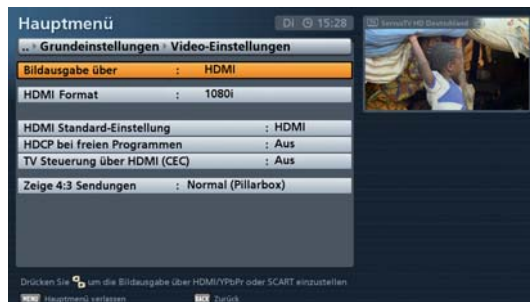 Hauptmenü
DI 15:28
ServusTV HD Deutschland
.. Grundeinstellungen Video-Einstellungen
Bildausgabe über : HDMI
HDMI Format : 1080i
HDMI Standard-Einstellung : HDMI
HDCP bei freien Programmen : Aus
TV Steuerung über HDMI (CEC) : Aus
Zeige 4:3 Sendungen : Normal (Pillarbox)
Drücken Sie um die Bildausgabe über HDMI/YPbPr oder SCART einzustellen
MENU Hauptmenü verlassen BACK Zurück